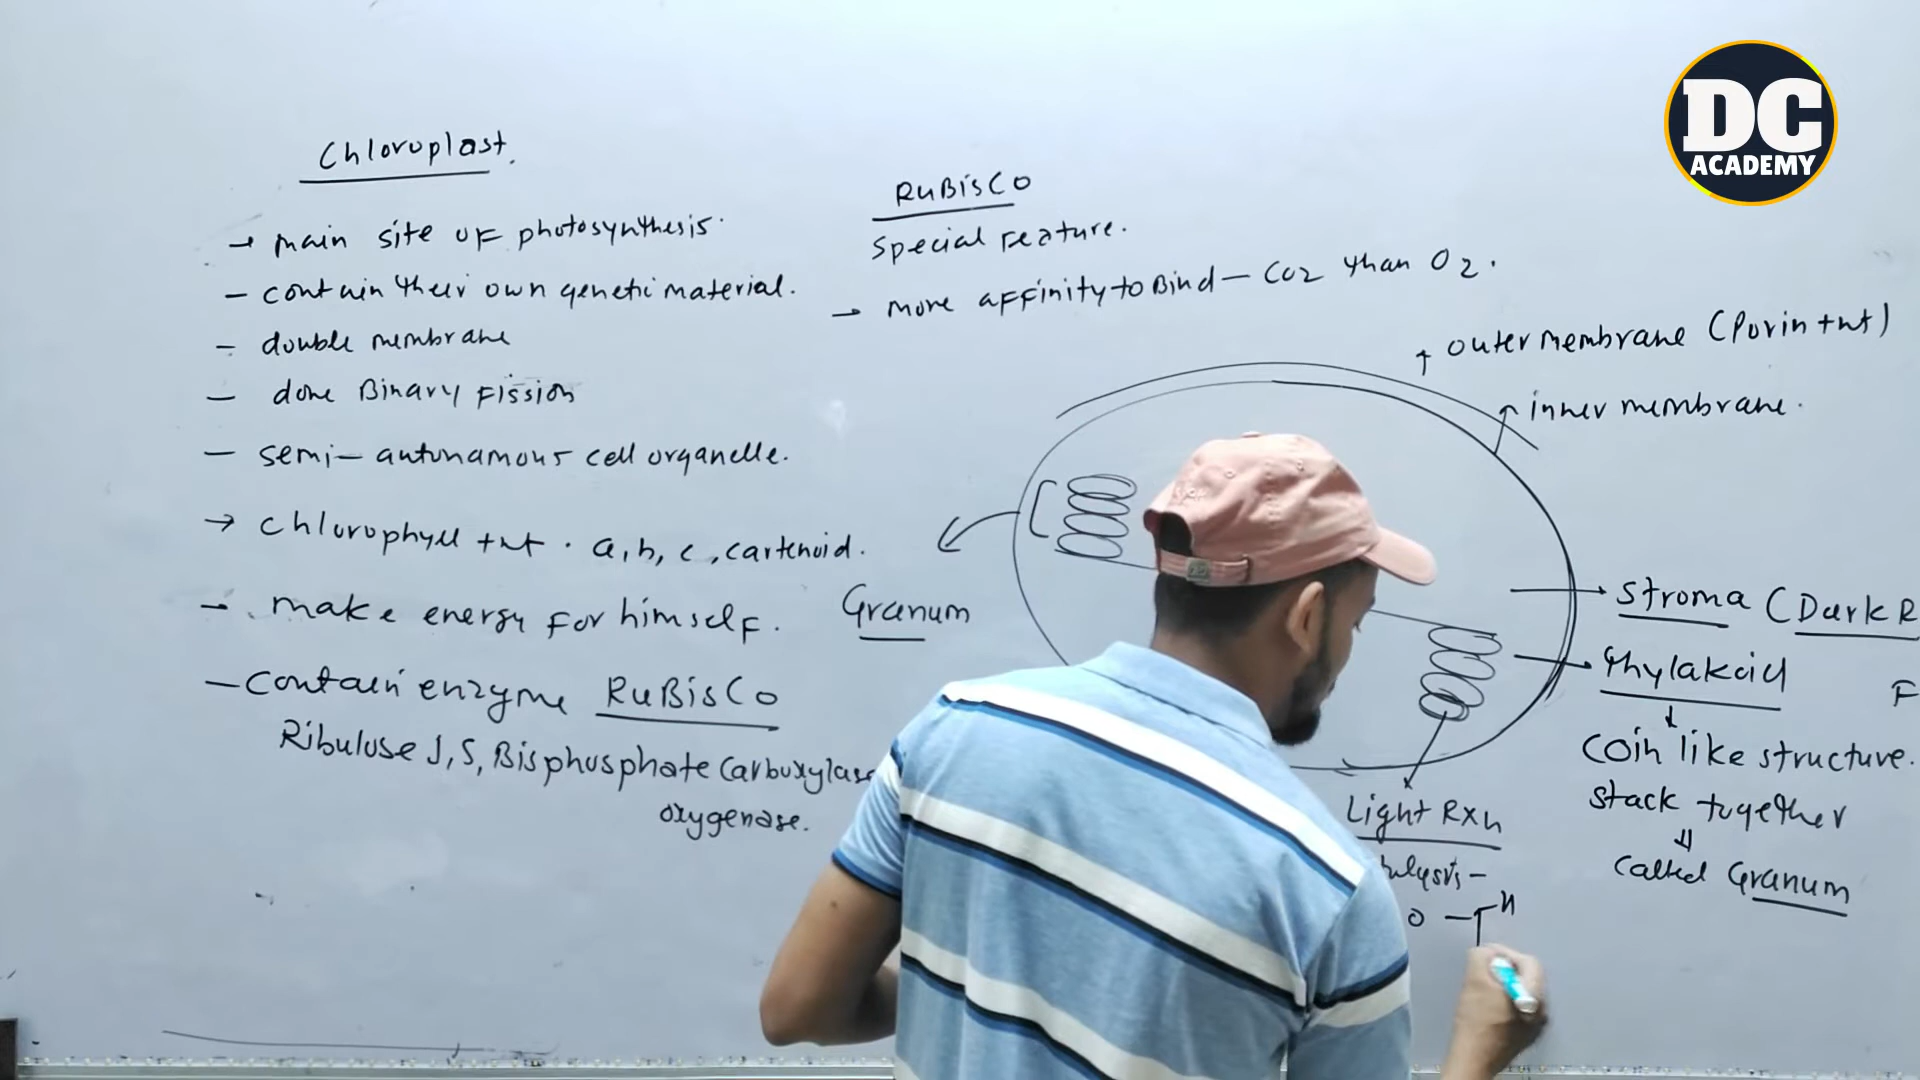 Chloroplast.
→ main site of photosynthesis.
- contain their own genetic material.
- double membrane
- done Binary Fission
- semi-autonamous cell organelle.
→ chlorophyll +nt. a, b, c, cartenoid.
→ make energy for himself.
- contain enzyme RuBisCo
Ribulose 1,5, Bisphosphate Carboxylase
oxygenase.
RuBisCO
Special Feature.
→ more affinity to Bind - CO2 than O2.
outer membrane (Porin +nt)
inner membrane.
Granum
Stroma (Dark R
Thylakoid
F
Coin like structure.
stack together
called Granum
Light Rxn
O - H
DC
ACADEMY